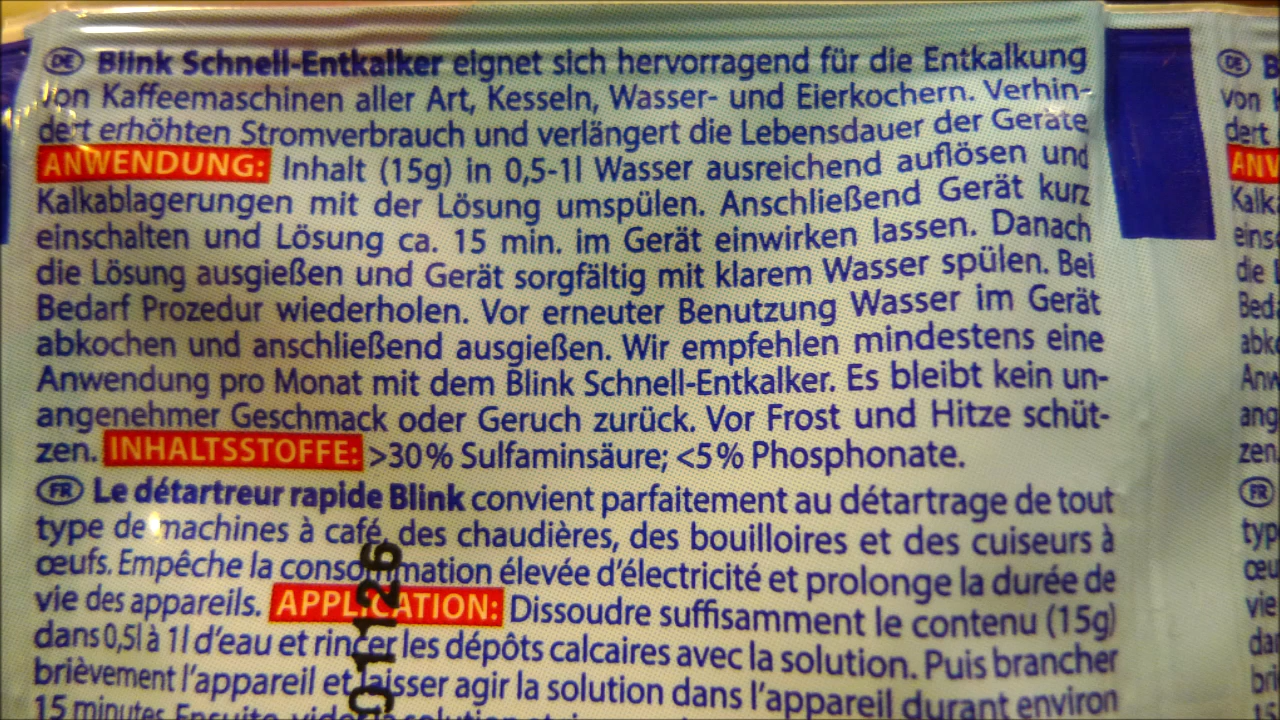 DE Blink Schnell-Entkalker eignet sich hervorragend für die Entkalkung
von Kaffeemaschinen aller Art, Kesseln, Wasser- und Eierkochern. Verhin-
dert erhöhten Stromverbrauch und verlängert die Lebensdauer der Geräte
ANWENDUNG: Inhalt (15g) in 0,5-1l Wasser ausreichend auflösen und
Kalkablagerungen mit der Lösung umspülen. Anschließend Gerät kurz
einschalten und Lösung ca. 15 min. im Gerät einwirken lassen. Danach
die Lösung ausgießen und Gerät sorgfältig mit klarem Wasser spülen. Bei
Bedarf Prozedur wiederholen. Vor erneuter Benutzung Wasser im Gerät
abkochen und anschließend ausgießen. Wir empfehlen mindestens eine
Anwendung pro Monat mit dem Blink Schnell-Entkalker. Es bleibt kein un-
angenehmer Geschmack oder Geruch zurück. Vor Frost und Hitze schüt-
zen. INHALTSSTOFFE: >30% Sulfaminsäure; <5% Phosphonate.
FR Le détartreur rapide Blink convient parfaitement au détartrage de tout
type de machines à café, des chaudières, des bouilloires et des cuiseurs à
œufs. Empêche la consommation élevée d'électricité et prolonge la durée de
vie des appareils. APPLICATION: Dissoudre suffisamment le contenu (15g)
dans 0,5l à 1l d'eau et rincer les dépôts calcaires avec la solution. Puis brancher
brièvement l'appareil et laisser agir la solution dans l'appareil durant environ
15 minutes Ensuite
01126
DE B
von
dert
Kalk
eins
die
Bed
abk
Anw
ang
zen.
FR
typ
œu
vie